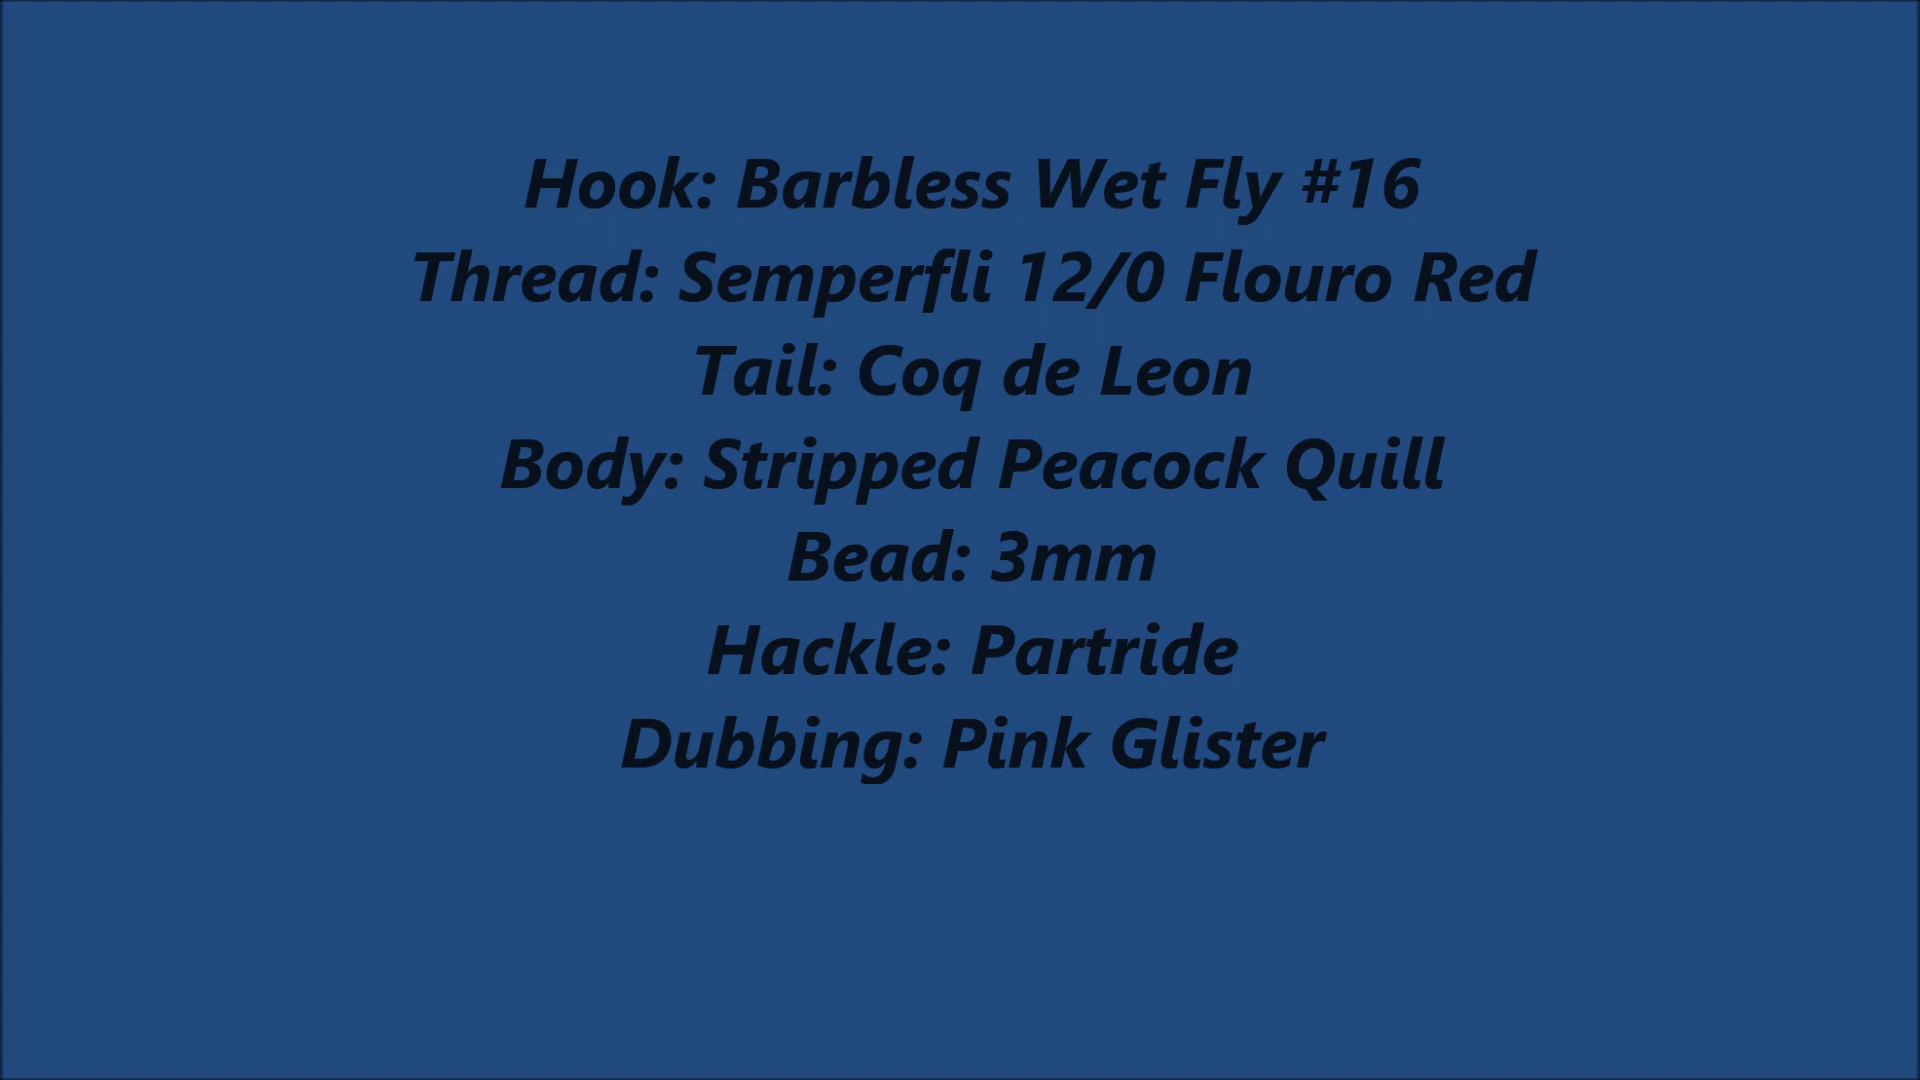 Hook: Barbless Wet Fly #16
Thread: Semperfli 12/0 Flouro Red
Tail: Coq de Leon
Body: Stripped Peacock Quill
Bead: 3mm
Hackle: Partride
Dubbing: Pink Glister